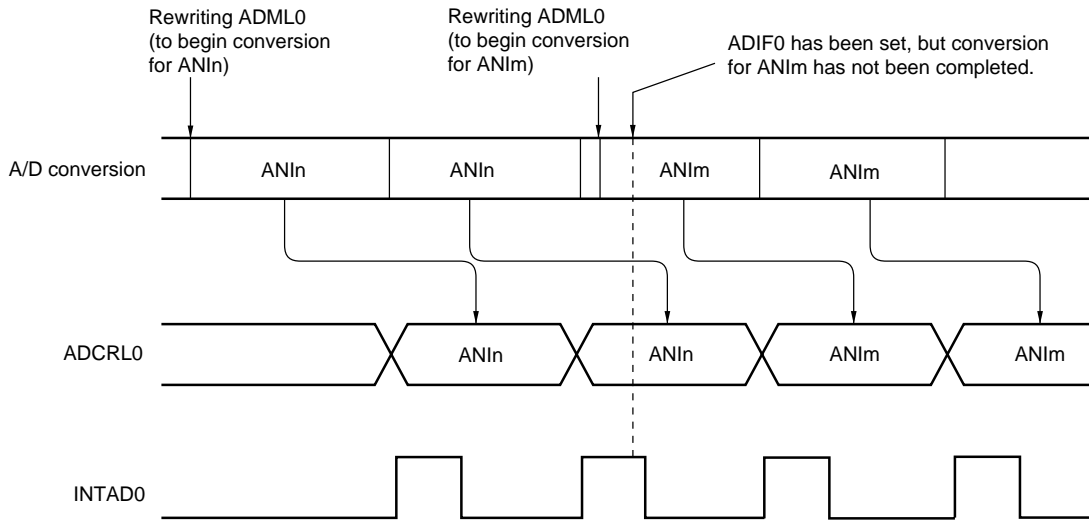 Rewriting ADML0
(to begin conversion
for ANIn)
Rewriting ADML0
(to begin conversion
for ANIm)
ADIF0 has been set, but conversion
for ANIm has not been completed.
A/D conversion
ANIn
ANIn
ANIm
ANIm
ADCRL0
ANIn
ANIn
ANIm
ANIm
INTAD0